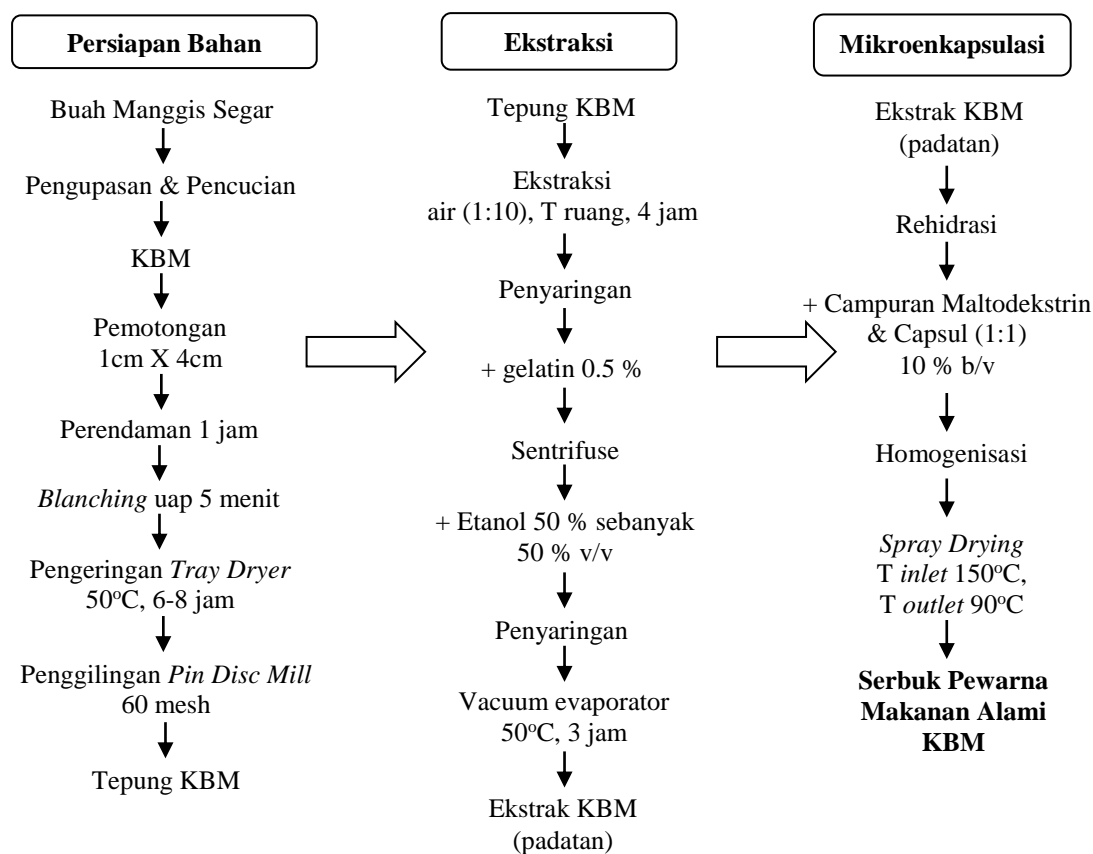 Persiapan Bahan
Buah Manggis Segar
Pengupasan & Pencucian
KBM
Pemotongan
1cm X 4cm
Perendaman 1 jam
Blanching uap 5 menit
Pengeringan Tray Dryer
50°C, 6-8 jam
Penggilingan Pin Disc Mill
60 mesh
Tepung KBM
Ekstraksi
Tepung KBM
Ekstraksi
air (1:10), T ruang, 4 jam
Penyaringan
+ gelatin 0.5 %
Sentrifuse
+ Etanol 50 % sebanyak
50 % v/v
Penyaringan
Vacuum evaporator
50°C, 3 jam
Ekstrak KBM
(padatan)
Mikroenkapsulasi
Ekstrak KBM
(padatan)
Rehidrasi
+ Campuran Maltodekstrin
& Capsul (1:1)
10 % b/v
Homogenisasi
Spray Drying
T inlet 150°C,
T outlet 90°C
Serbuk Pewarna
Makanan Alami
KBM